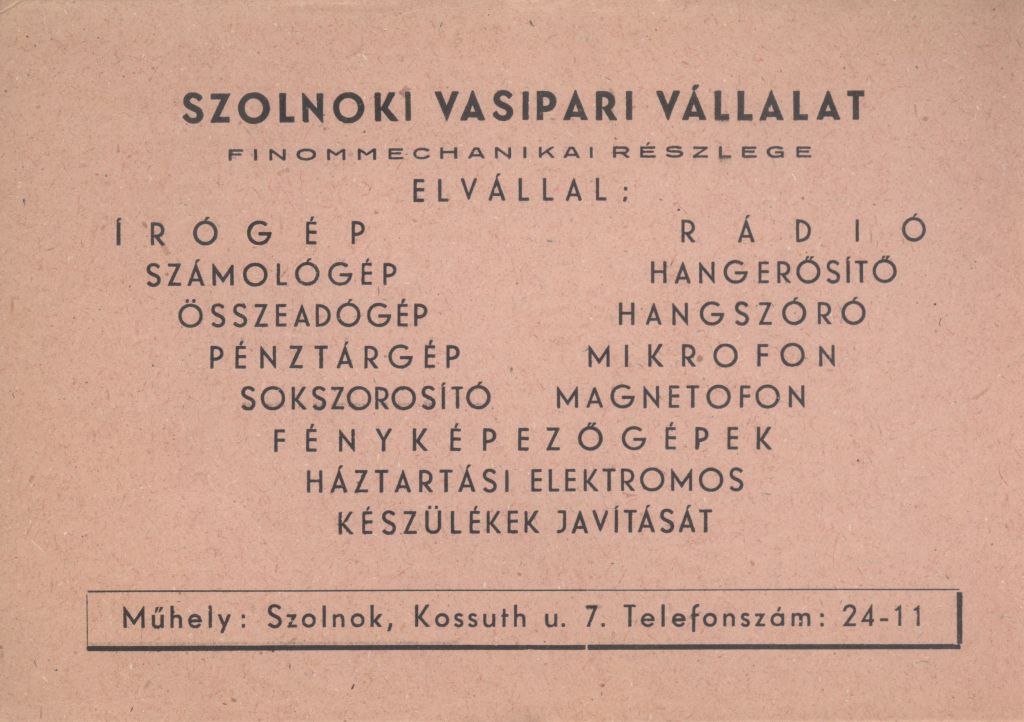 SZOLNOKI VASIPARI VÁLLALAT
FINOMMECHANIKAI RÉSZLEGE
ELVÁLLAL:
ÍRÓGÉP RÁDIÓ
SZÁMOLÓGÉP HANGERŐSÍTŐ
ÖSSZEADÓGÉP HANGSZÓRÓ
PÉNZTÁRGÉP MIKROFON
SOKSZOROSÍTÓ MAGNETOFON
FÉNYKÉPEZŐGÉPEK
HÁZTARTÁSI ELEKTROMOS
KÉSZÜLÉKEK JAVÍTÁSÁT
Műhely: Szolnok, Kossuth u. 7. Telefonszám: 24-11